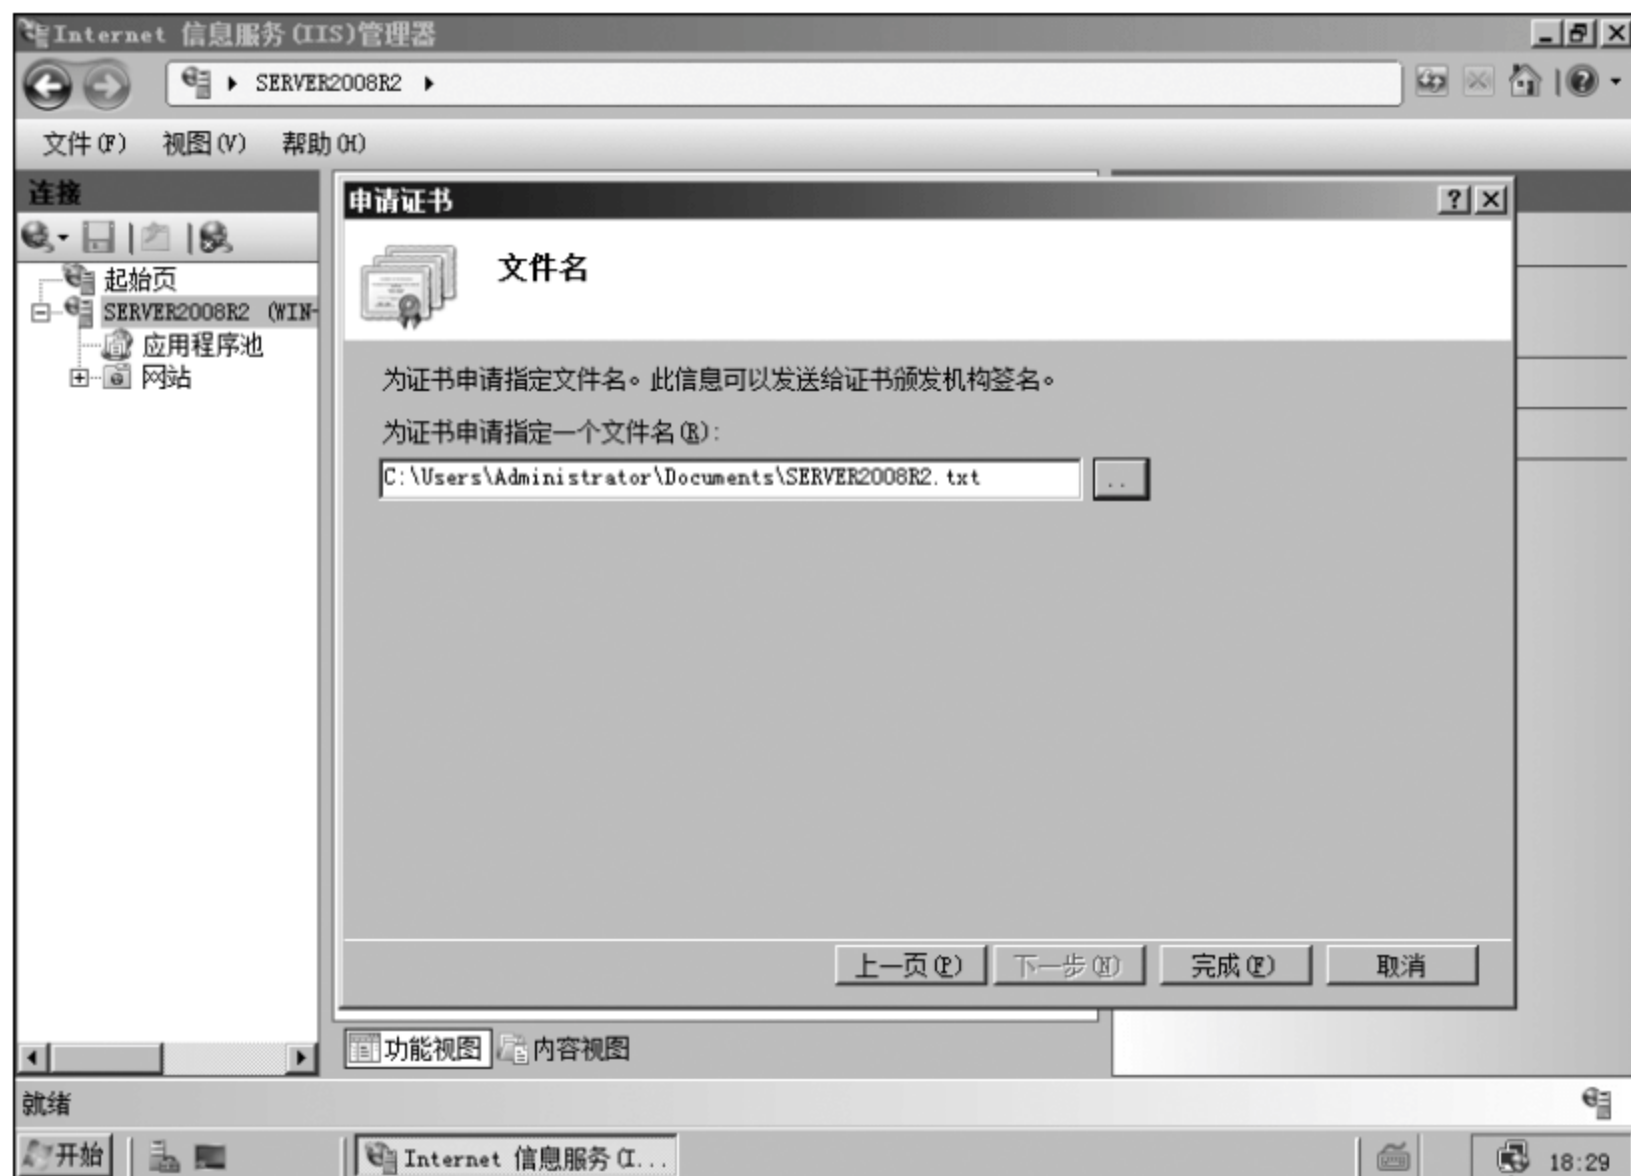 Internet 信息服务(IIS)管理器
SERVER2008R2
文件(F) 视图(V) 帮助(H)
连接
起始页
SERVER2008R2 (WIN-
应用程序池
网站
申请证书
文件名
为证书申请指定文件名。此信息可以发送给证书颁发机构签名。
为证书申请指定一个文件名(R):
C:\Users\Administrator\Documents\SERVER2008R2.txt
..
上一页(P) 下一步(N) 完成(F) 取消
功能视图 内容视图
就绪
开始 Internet 信息服务(I... 18:29